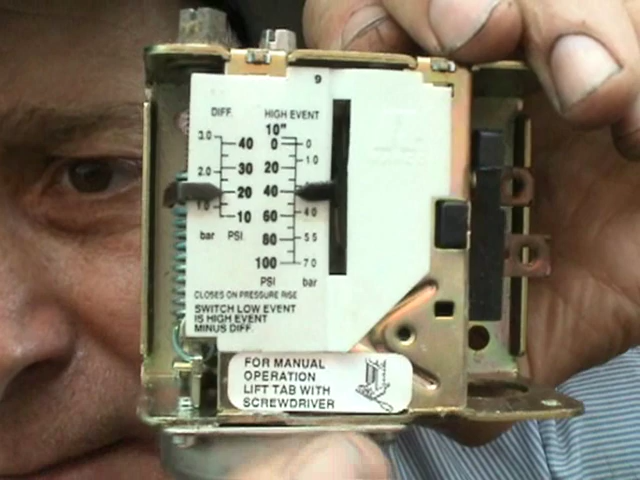 9
DIFF. HIGH EVENT
10"
3.0 40 0 0
30 20 1.0
2.0
20 40
1.0 10 60 4.0
bar PSI 80 5.5
100 7.0
PSI bar
CLOSES ON PRESSURE RISE
SWITCH LOW EVENT
IS HIGH EVENT
MINUS DIFF.
FOR MANUAL
OPERATION
LIFT TAB WITH
SCREWDRIVER